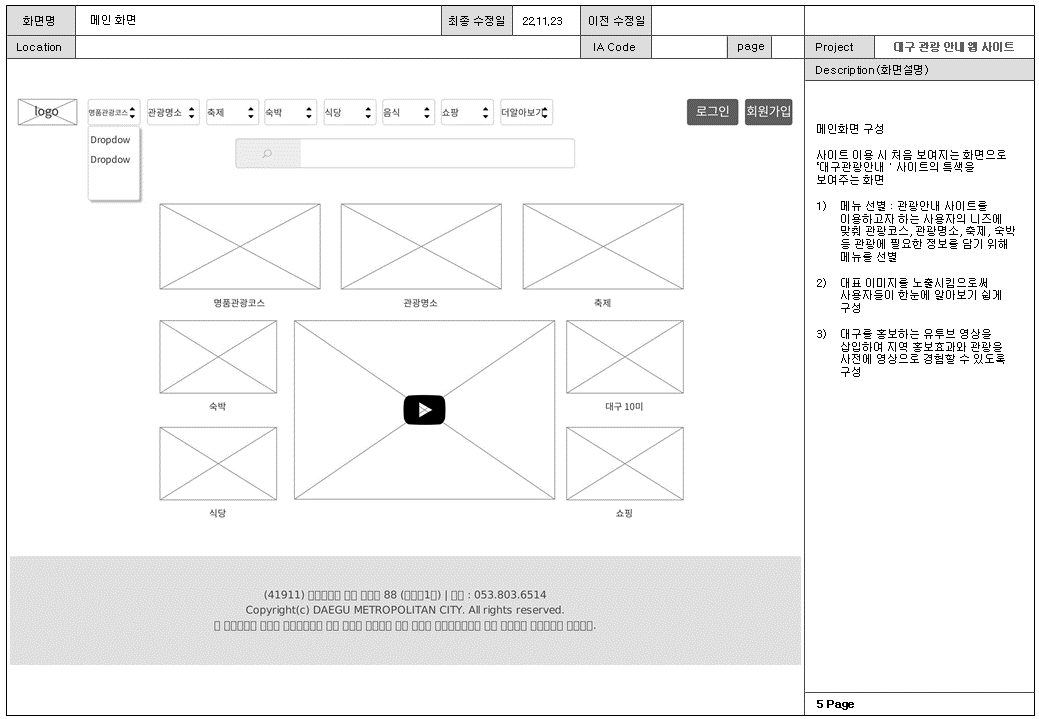 화면명
메인 화면
최종 수정일
22.11.23
이전 수정일
Location
IA Code
page
Project
대구 관광 안내 웹 사이트
Description(화면설명)
logo
명품관광코스
관광명소
축제
숙박
식당
음식
쇼핑
더알아보기
로그인
회원가입
Dropdow
Dropdow
명품관광코스
관광명소
축제
숙박
대구 10미
식당
쇼핑
(41911) □□□□□ □□ □□□ 88 (□□□1□) | □□ : 053.803.6514
Copyright(c) DAEGU METROPOLITAN CITY. All rights reserved.
메인화면 구성
사이트 이용 시 처음 보여지는 화면으로
'대구관광안내 ' 사이트의 특색을
보여주는 화면
1) 메뉴 선별 : 관광안내 사이트를
이용하고자 하는 사용자의 니즈에
맞춰 관광코스, 관광명소, 축제, 숙박
등 관광에 필요한 정보를 담기 위해
메뉴를 선별
2) 대표 이미지를 노출시킴으로써
사용자들이 한눈에 알아보기 쉽게
구성
3) 대구를 홍보하는 유투브 영상을
삽입하여 지역 홍보효과와 관광을
사전에 영상으로 경험할 수 있도록
구성
5 Page